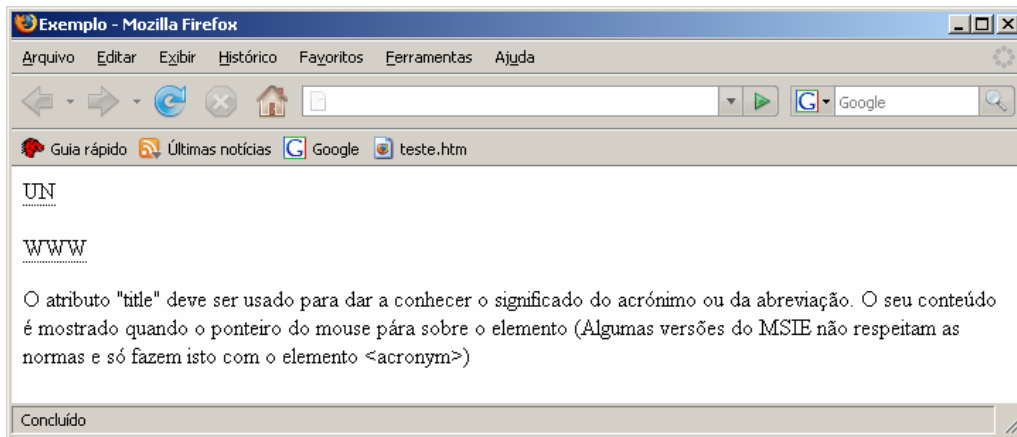 Exemplo - Mozilla Firefox
Arquivo Editar Exibir Histórico Favoritos Ferramentas Ajuda
G Google
Guia rápido Últimas notícias G Google teste.htm
UN
WWW
O atributo "title" deve ser usado para dar a conhecer o significado do acrónimo ou da abreviação. O seu conteúdo
é mostrado quando o ponteiro do mouse pára sobre o elemento (Algumas versões do MSIE não respeitam as
normas e só fazem isto com o elemento <acronym>)
Concluído